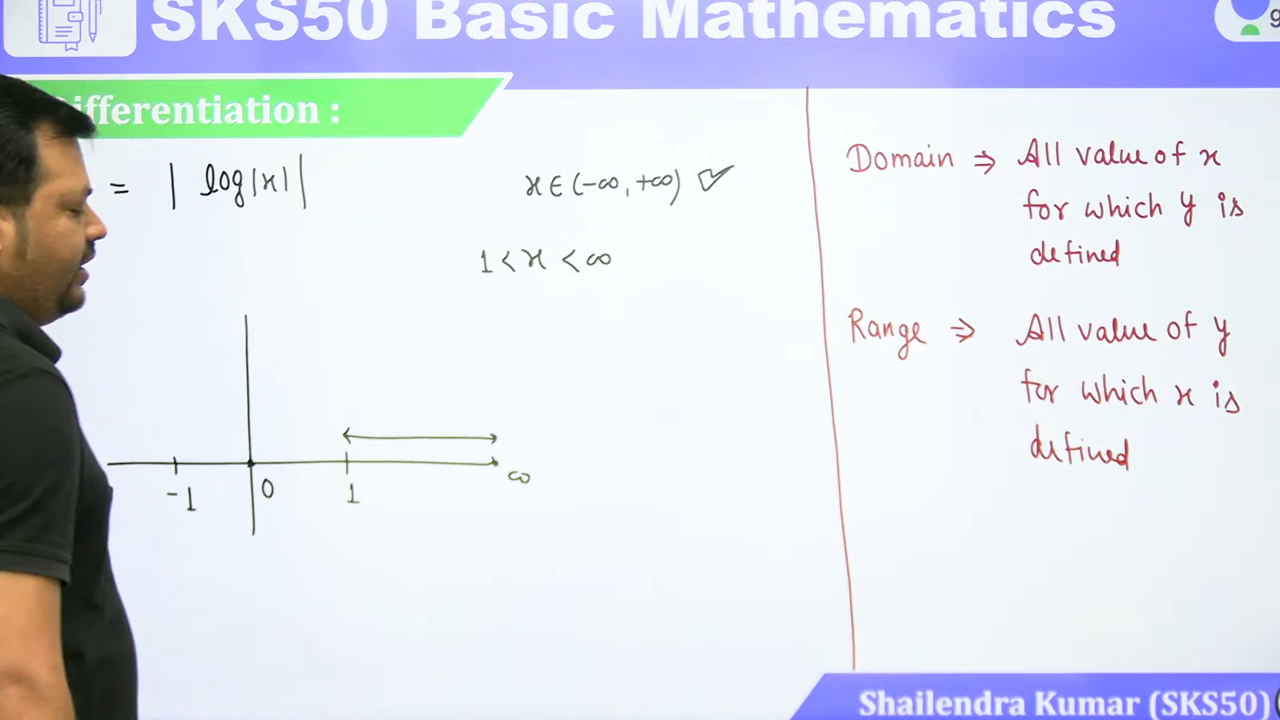 SKS50 Basic Mathematics
ifferentiation :
= | log|x| |
x ∈ (-∞, +∞) ✓
1 < x < ∞
-1 0 1 ∞
Domain ⇒ All value of x
for which y is
defined
Range ⇒ All value of y
for which x is
defined
Shailendra Kumar (SKS50)